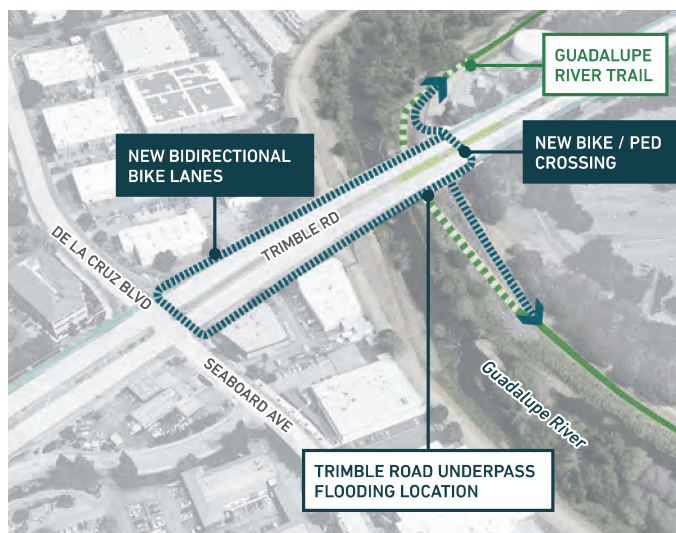 GUADALUPE
RIVER TRAIL
NEW BIKE / PED
CROSSING
NEW BIDIRECTIONAL
BIKE LANES
TRIMBLE RD
DE LA CRUZ BLVD
SEABOARD AVE
Guadalupe River
TRIMBLE ROAD UNDERPASS
FLOODING LOCATION